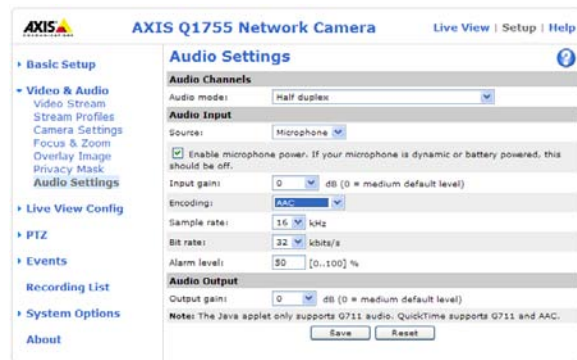 AXIS
COMMUNICATIONS
AXIS Q1755 Network Camera
Live View | Setup | Help
Basic Setup
Video & Audio
Video Stream
Stream Profiles
Camera Settings
Focus & Zoom
Overlay Image
Privacy Mask
Audio Settings
Live View Config
PTZ
Events
Recording List
System Options
About
Audio Settings
?
Audio Channels
Audio mode: Half duplex
Audio Input
Source: Microphone
Enable microphone power. If your microphone is dynamic or battery powered, this
should be off.
Input gain: 0 dB (0 = medium default level)
Encoding: AAC
Sample rate: 16 kHz
Bit rate: 32 kbits/s
Alarm level: 50 [0..100] %
Audio Output
Output gain: 0 dB (0 = medium default level)
Note: The Java applet only supports G711 audio. QuickTime supports G711 and AAC.
Save Reset